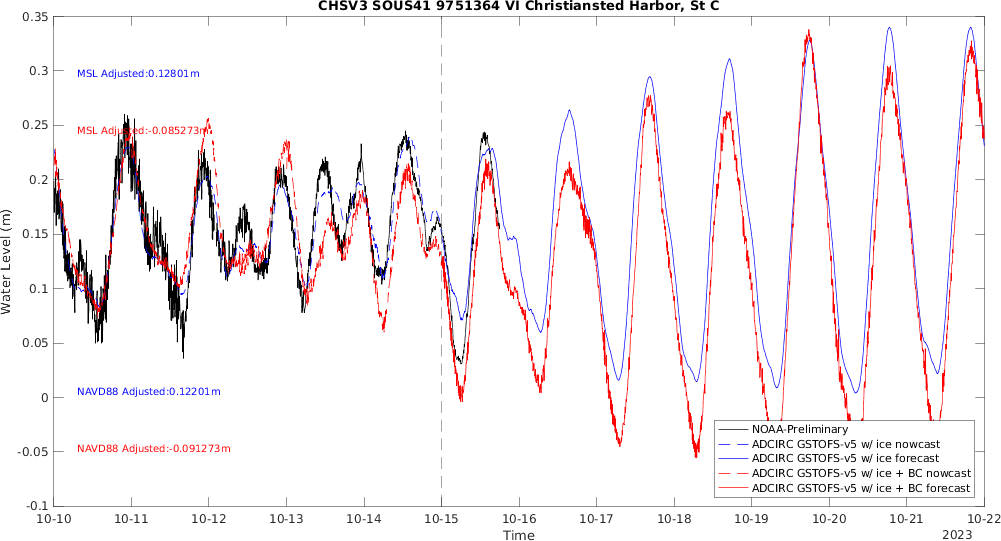 CHSV3 SOUS41 9751364 VI Christiansted Harbor, St C
0.35
0.3
0.25
0.2
0.15
0.1
0.05
0
-0.05
-0.1
Water Level (m)
MSL Adjusted:0.12801m
MSL Adjusted:-0.085273m
NAVD88 Adjusted:0.12201m
NAVD88 Adjusted:-0.091273m
NOAA-Preliminary
ADCIRC GSTOFS-v5 w/ ice nowcast
ADCIRC GSTOFS-v5 w/ ice forecast
ADCIRC GSTOFS-v5 w/ ice + BC nowcast
ADCIRC GSTOFS-v5 w/ ice + BC forecast
10-10 10-11 10-12 10-13 10-14 10-15 10-16 10-17 10-18 10-19 10-20 10-21 10-22
Time
2023